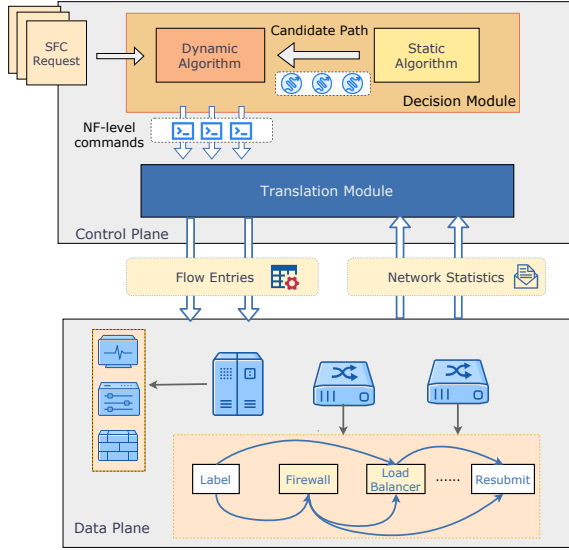 SFC
Request
Dynamic
Algorithm
Candidate Path
Static
Algorithm
Decision Module
NF-level
commands
Translation Module
Control Plane
Flow Entries
Network Statistics
Label
Firewall
Load
Balancer
......
Resubmit
Data Plane